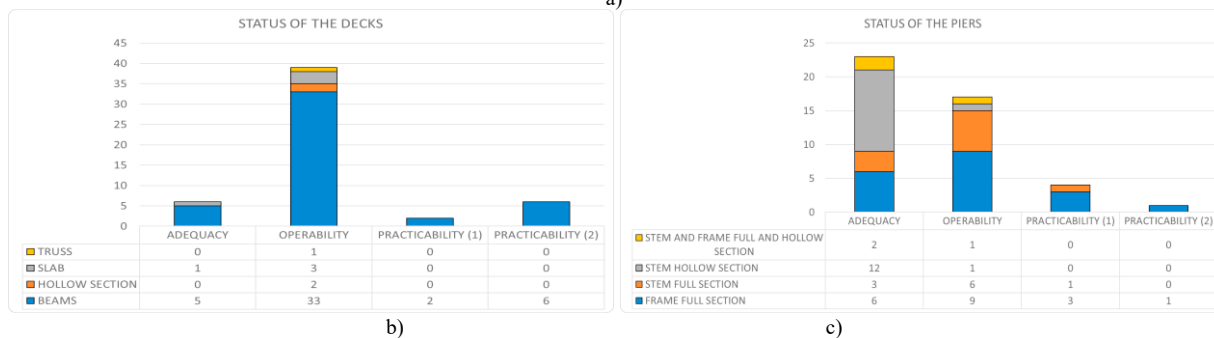 a)
STATUS OF THE DECKS
45
40
35
30
25
20
15
10
5
0
ADEQUACY OPERABILITY PRACTICABILITY (1) PRACTICABILITY (2)
TRUSS 0 1 0 0
SLAB 1 3 0 0
HOLLOW SECTION 0 2 0 0
BEAMS 5 33 2 6
b)
STATUS OF THE PIERS
25
20
15
10
5
0
ADEQUACY OPERABILITY PRACTICABILITY (1) PRACTICABILITY (2)
STEM AND FRAME FULL AND HOLLOW
SECTION 2 1 0 0
STEM HOLLOW SECTION 12 1 0 0
STEM FULL SECTION 3 6 1 0
FRAME FULL SECTION 6 9 3 1
c)